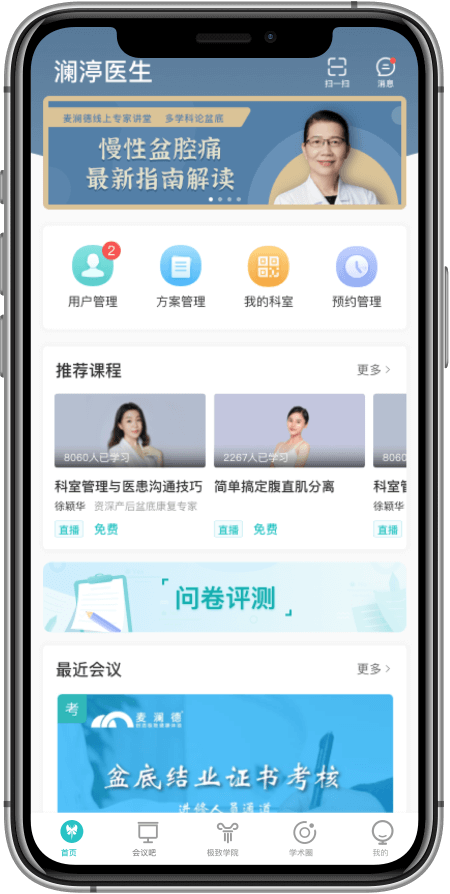 澜渟医生
扫一扫
消息
麦澜德线上专家讲堂 多学科论盆底
慢性盆腔痛
最新指南解读
2
用户管理
方案管理
我的科室
预约管理
推荐课程
更多
8060人已学习
2267人已学习
8060
科室管理与医患沟通技巧
简单搞定腹直肌分离
科室管
徐颖华 资深产后盆底康复专家
徐颖华
直播 免费
直播 免费
直播
问卷评测
最近会议
更多
考
麦澜德
盆底结业证书考核
进修人员通道
首页
会议吧
极致学院
学术圈
我的